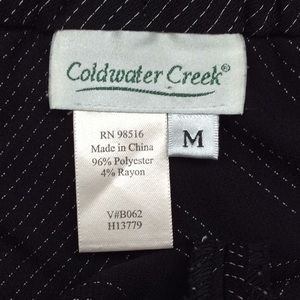 Coldwater Creek®
RN 98516
Made in China
96% Polyester
4% Rayon
M
V#B062
H13779